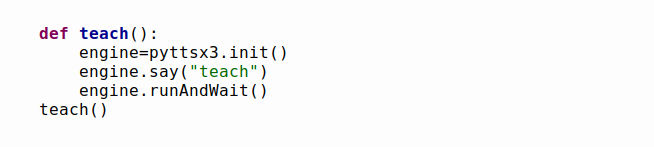 def teach():
    engine=pyttsx3.init()
    engine.say("teach")
    engine.runAndWait()
teach()